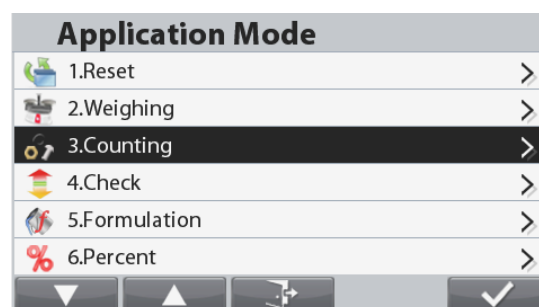 Application Mode
1.Reset
2.Weighing
3.Counting
4.Check
5.Formulation
6.Percent